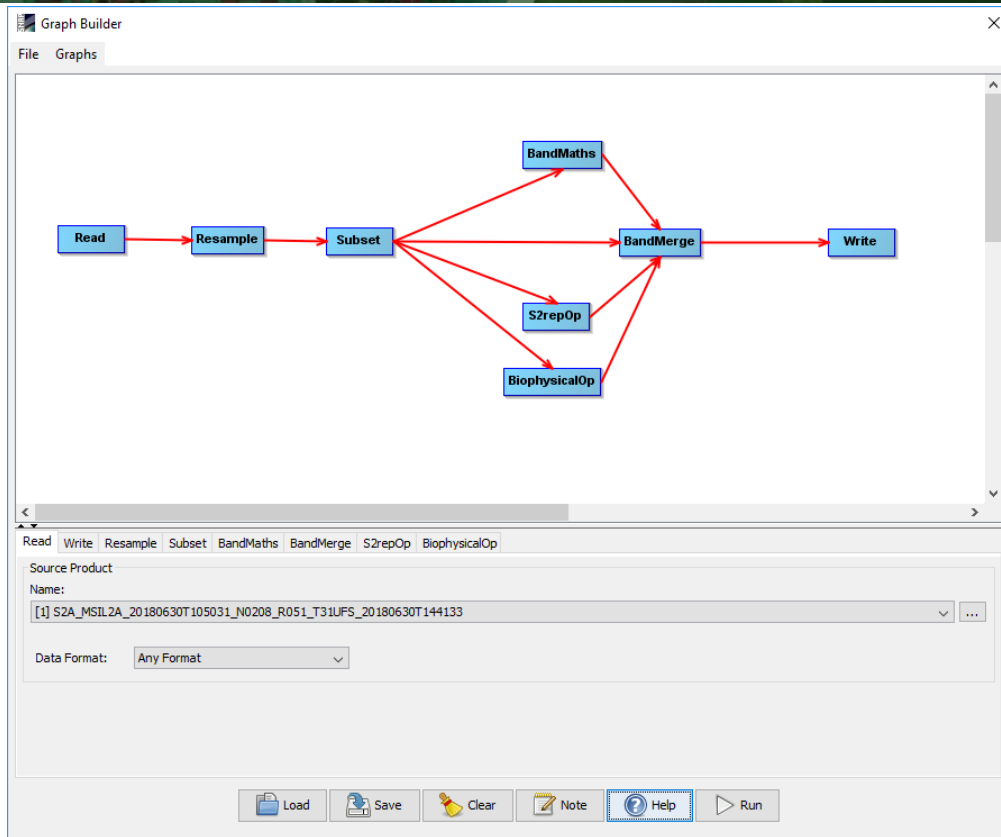 Graph Builder
File Graphs
BandMaths
Read Resample Subset BandMerge Write
S2repOp
BiophysicalOp
Read Write Resample Subset BandMaths BandMerge S2repOp BiophysicalOp
Source Product
Name:
[1] S2A_MSIL2A_20180630T105031_N0208_R051_T31UFS_20180630T144133
...
Data Format: Any Format
Load Save Clear Note Help Run